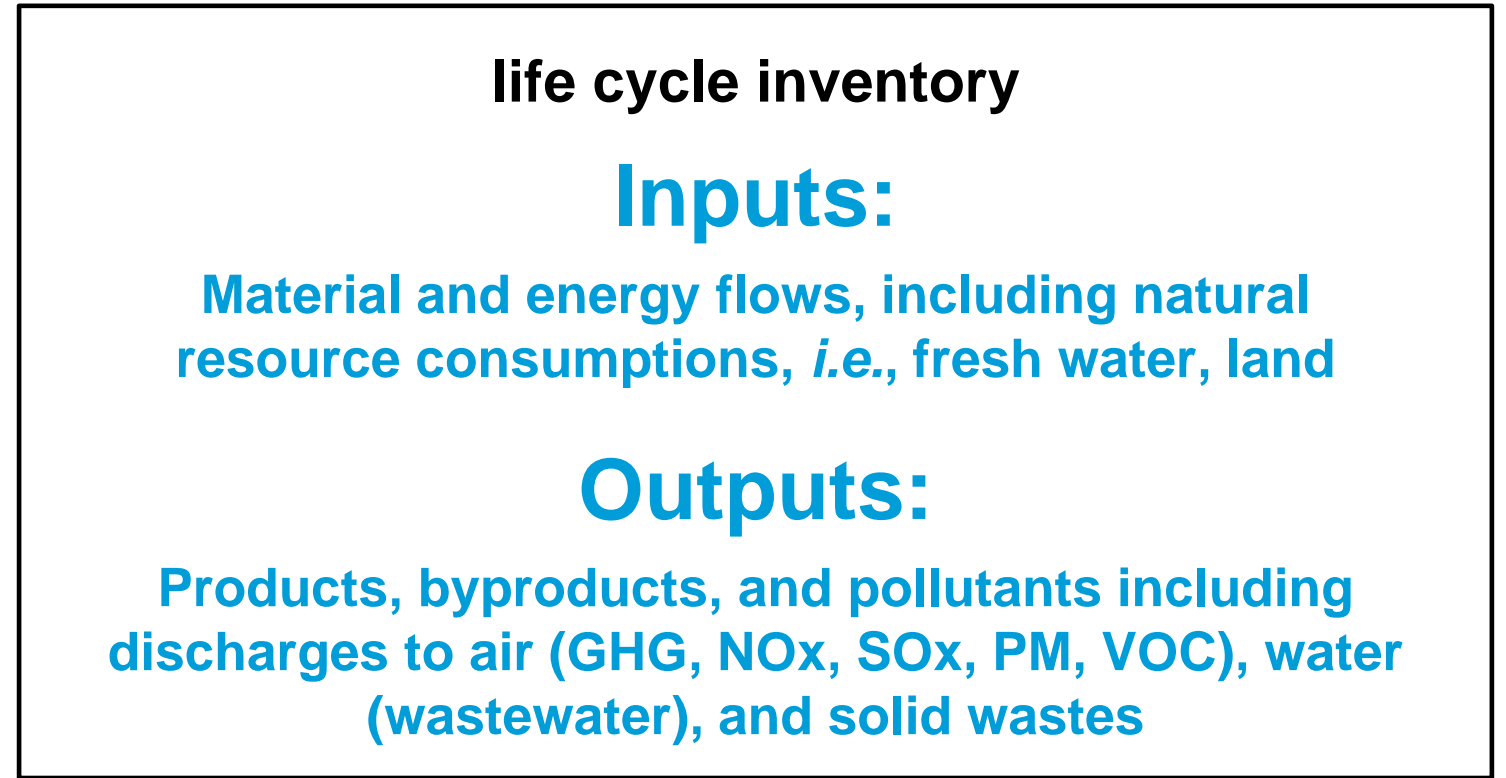 life cycle inventory
Inputs:
Material and energy flows, including natural
resource consumptions, i.e., fresh water, land
Outputs:
Products, byproducts, and pollutants including
discharges to air (GHG, NOx, SOx, PM, VOC), water
(wastewater), and solid wastes